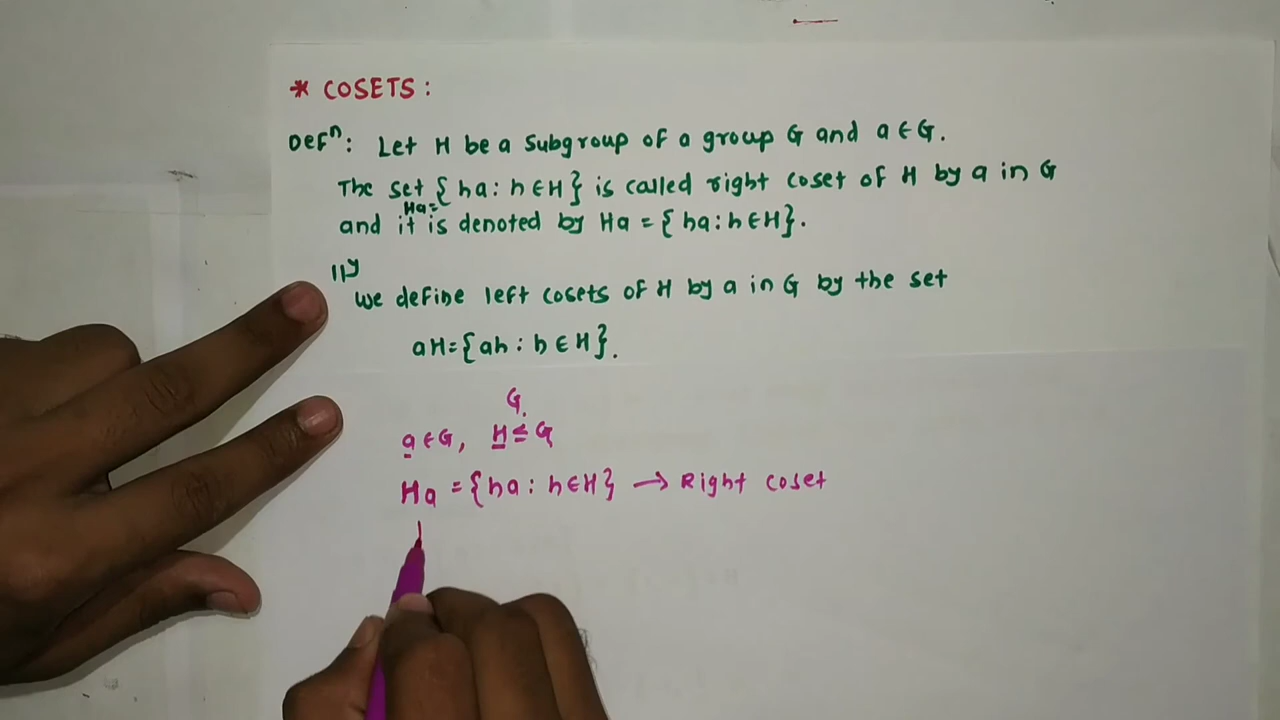 * COSETS:
Defⁿ: Let H be a subgroup of a group G and a ∈ G.
The set {ha: h ∈ H} is called right coset of H by a in G
Ha=
and it is denoted by Ha = {ha: h ∈ H}.
||ly
We define left cosets of H by a in G by the set
aH = {ah : h ∈ H}.
G.
a ∈ G, H ≤ G
Ha = {ha: h ∈ H} → Right coset